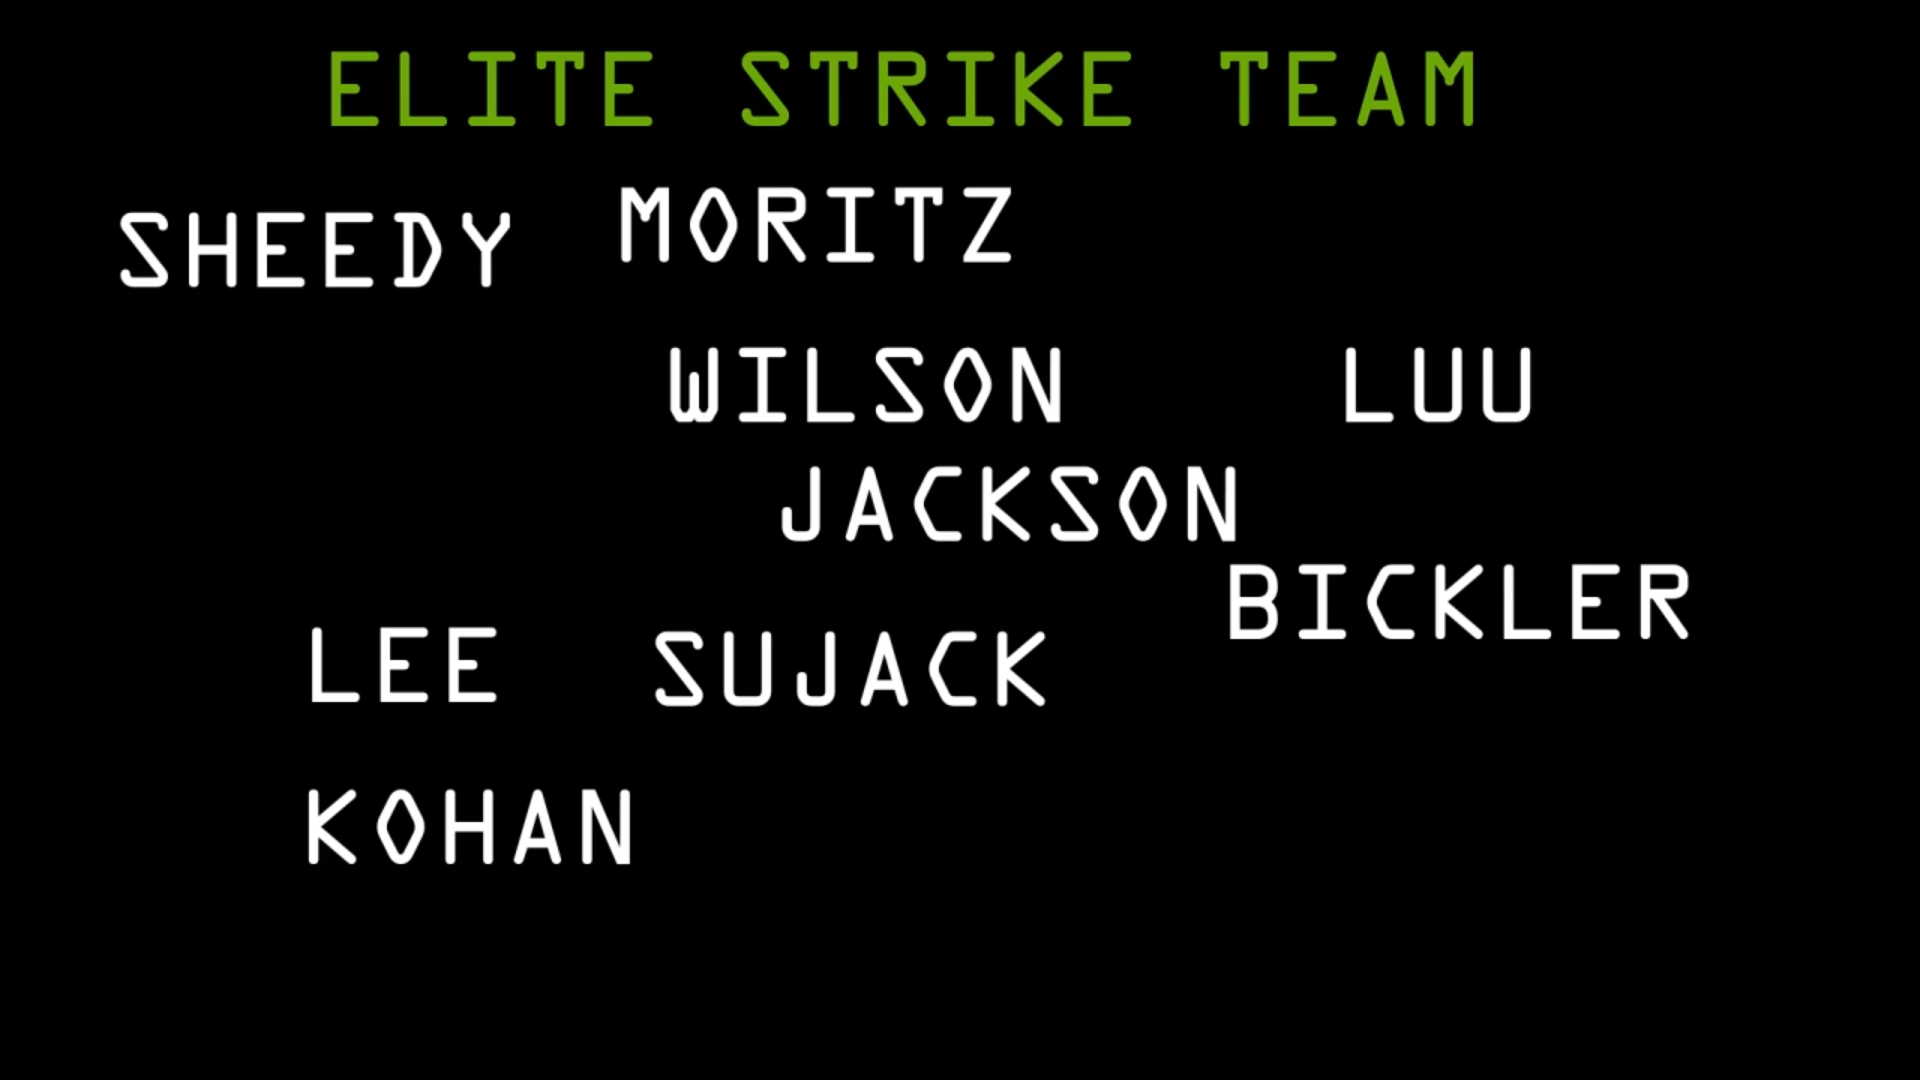 ELITE STRIKE TEAM
SHEEDY MORITZ
WILSON LUU
JACKSON
BICKLER
LEE SUJACK
KOHAN